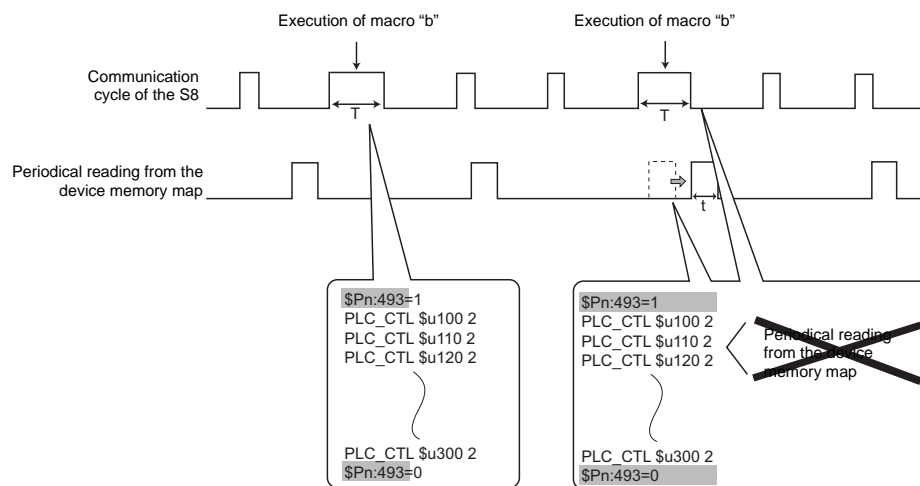 Execution of macro “b”
Execution of macro “b”
Communication
cycle of the S8
T
T
Periodical reading from the
device memory map
t
$Pn:493=1
PLC_CTL $u100 2
PLC_CTL $u110 2
PLC_CTL $u120 2
PLC_CTL $u300 2
$Pn:493=0
$Pn:493=1
PLC_CTL $u100 2
PLC_CTL $u110 2
PLC_CTL $u120 2
PLC_CTL $u300 2
$Pn:493=0
Periodical reading
from the device
memory map